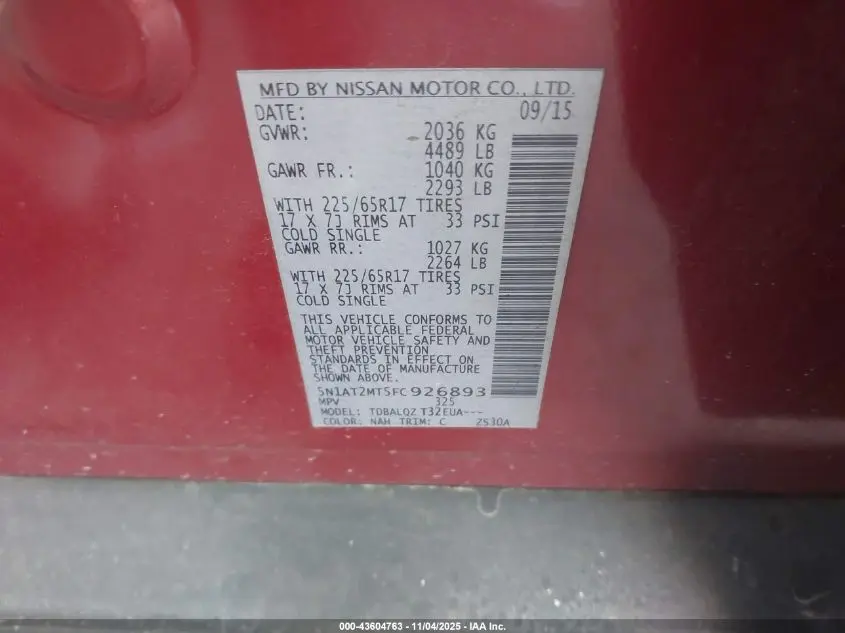 MFD BY NISSAN MOTOR CO., LTD.
DATE: 09/15
GVWR: 2036 KG
4489 LB
GAWR FR.: 1040 KG
2293 LB
WITH 225/65R17 TIRES
17 X 7J RIMS AT 33 PSI
COLD SINGLE
GAWR RR.: 1027 KG
2264 LB
WITH 225/65R17 TIRES
17 X 7J RIMS AT 33 PSI
COLD SINGLE
THIS VEHICLE CONFORMS TO
ALL APPLICABLE FEDERAL
MOTOR VEHICLE SAFETY AND
THEFT PREVENTION
STANDARDS IN EFFECT ON
THE DATE OF MANUFACTURE
SHOWN ABOVE.
5N1AT2MT5FC926893
MPV 325
MODEL: TDBALQZ T32EUA---
COLOR: NAH TRIM: C ZS30A
000-43604763 - 11/04/2025 - IAA Inc.